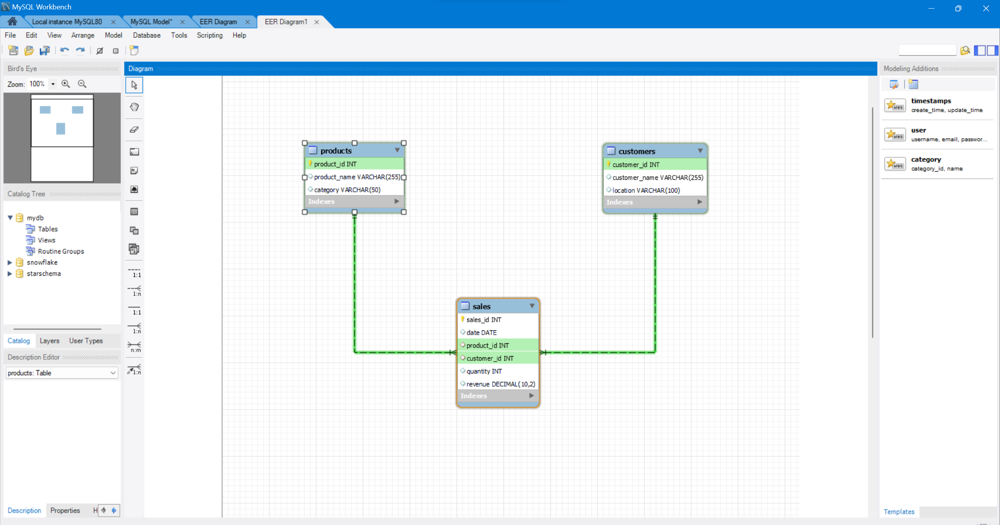 MySQL Workbench
Local instance MySQL80
MySQL Model*
EER Diagram
EER Diagram1
File Edit View Arrange Model Database Tools Scripting Help
Bird's Eye
Zoom: 100%
Catalog Tree
mydb
Tables
Views
Routine Groups
snowflake
starschema
Catalog Layers User Types
Description Editor
products: Table
Description Properties H
Diagram
1:1
1:n
1:1
1:n
n:m
1:n
products
product_id INT
product_name VARCHAR(255)
category VARCHAR(50)
Indexes
customers
customer_id INT
customer_name VARCHAR(255)
location VARCHAR(100)
Indexes
sales
sales_id INT
date DATE
product_id INT
customer_id INT
quantity INT
revenue DECIMAL(10,2)
Indexes
Modeling Additions
MWB
timestamps
create_time, update_time
MWB
user
username, email, passwor...
MWB
category
category_id, name
Templates